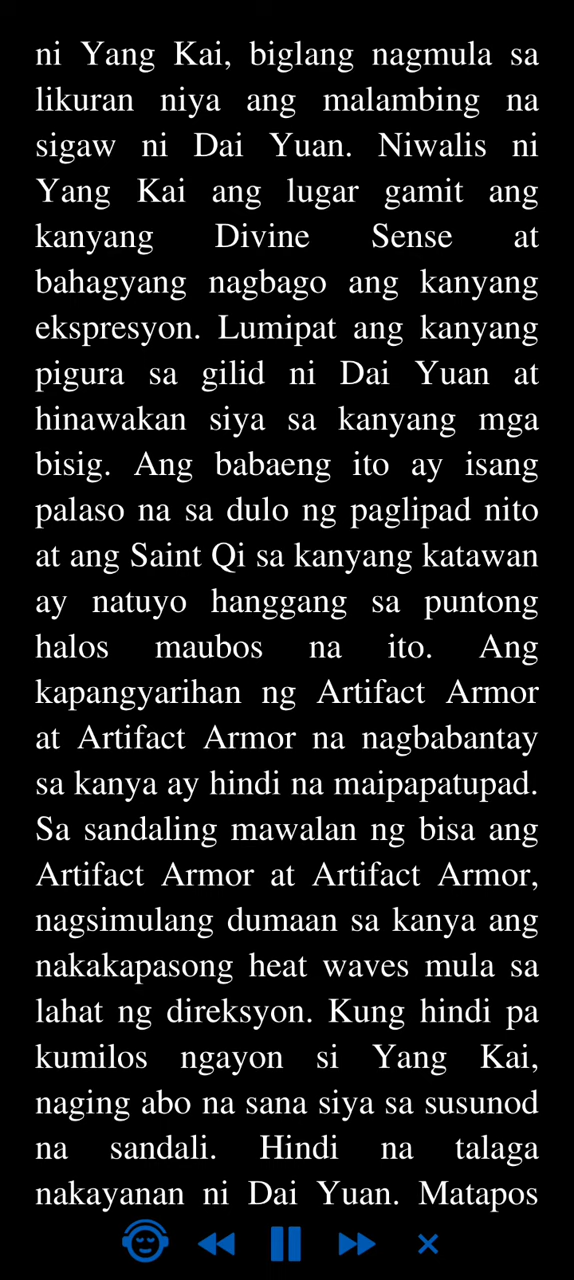 ni Yang Kai, biglang nagmula sa
likuran niya ang malambing na
sigaw ni Dai Yuan. Niwalis ni
Yang Kai ang lugar gamit ang
kanyang Divine Sense at
bahagyang nagbago ang kanyang
ekspresyon. Lumipat ang kanyang
pigura sa gilid ni Dai Yuan at
hinawakan siya sa kanyang mga
bisig. Ang babaeng ito ay isang
palaso na sa dulo ng paglipad nito
at ang Saint Qi sa kanyang katawan
ay natuyo hanggang sa puntong
halos maubos na ito. Ang
kapangyarihan ng Artifact Armor
at Artifact Armor na nagbabantay
sa kanya ay hindi na maipapatupad.
Sa sandaling mawalan ng bisa ang
Artifact Armor at Artifact Armor,
nagsimulang dumaan sa kanya ang
nakakapasong heat waves mula sa
lahat ng direksyon. Kung hindi pa
kumilos ngayon si Yang Kai,
naging abo na sana siya sa susunod
na sandali. Hindi na talaga
nakayanan ni Dai Yuan. Matapos